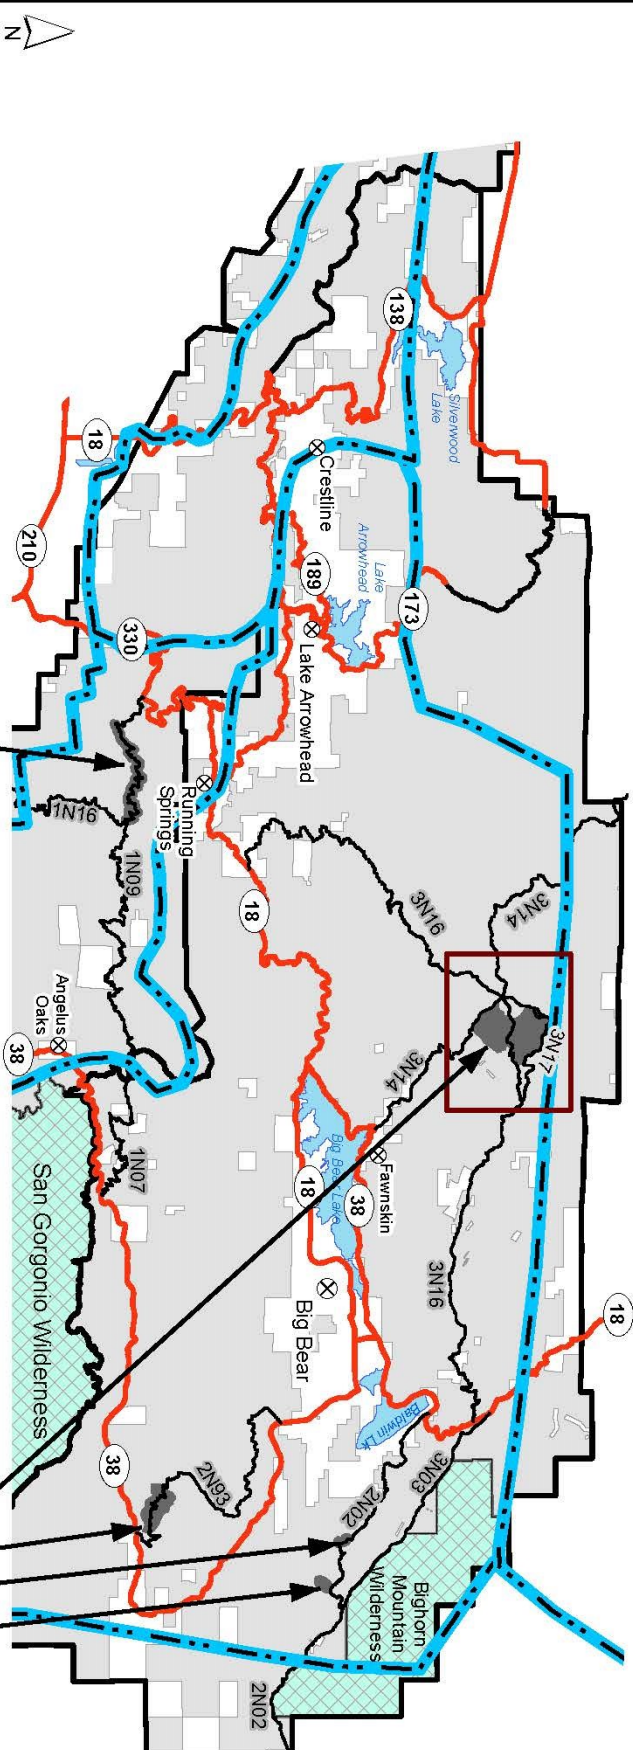 N
138
Silverwood
Lake
18
Crestline
210
189
Lake
Arrowhead
173
330
Lake Arrowhead
Running
Springs
1N16
1N09
3N16
3N14
18
3N17
Angelus
Oaks
38
3N14
Fawnskin
Big Bear Lake
1N07
18
38
San Gorgonio Wilderness
3N16
Big Bear
18
Baldwin Lk
38
2N93
2N02
3N03
Bighorn
Mountain
Wilderness
2N02